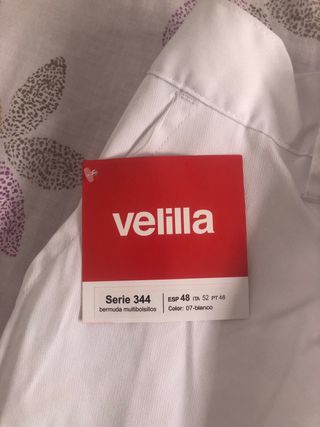 velilla
Serie 344
bermuda multibolsillos
ESP 48 ITA 52 PT 48
Color: 07-blanco